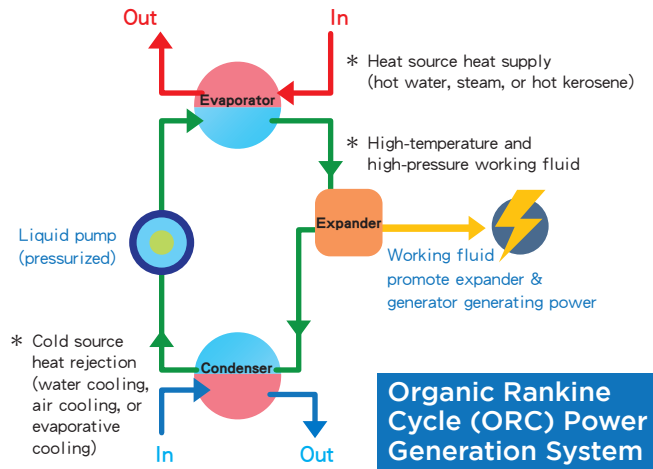 Out
In
Evaporator
* Heat source heat supply
(hot water, steam, or hot kerosene)
* High-temperature and
high-pressure working fluid
Expander
Liquid pump
(pressurized)
Working fluid
promote expander &
generator generating power
* Cold source
heat rejection
(water cooling,
air cooling, or
evaporative
cooling)
Condenser
In
Out
Organic Rankine
Cycle (ORC) Power
Generation System